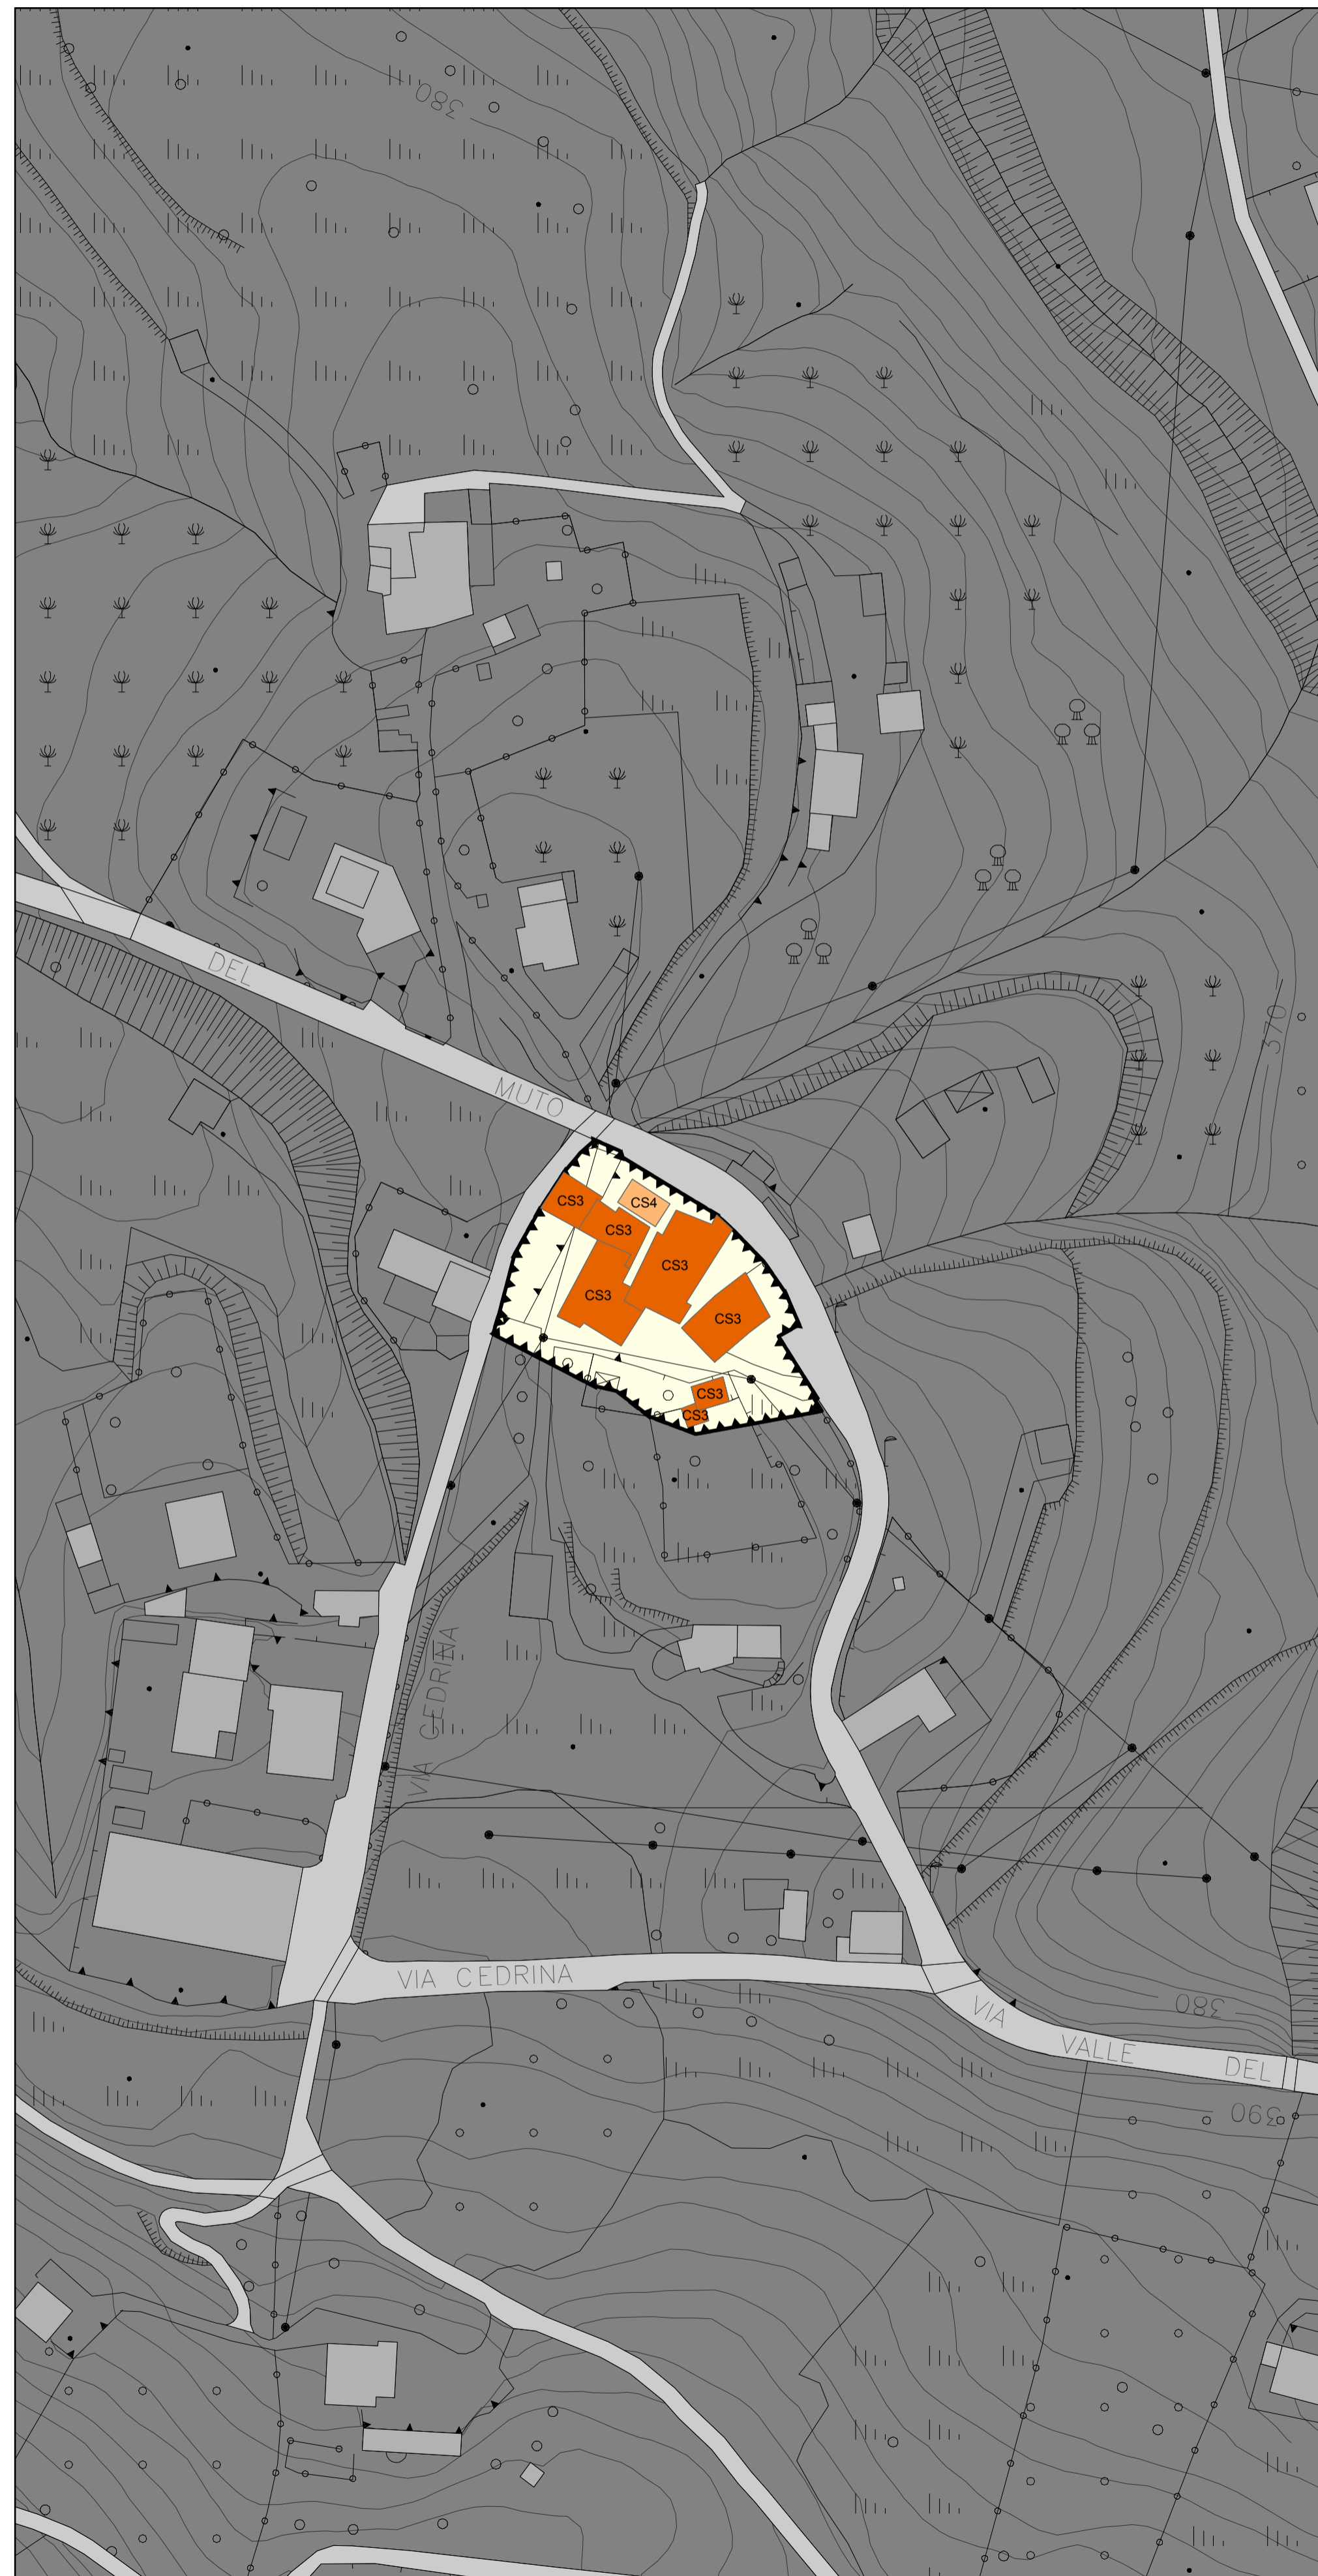 380
DEL
370
MUTO
CS3
CS4
CS3
CS3
CS3
CS3
CS3
CS3
VIA CEDRINA
VIA CEDRINA
VIA
VALLE
DEL
380
390